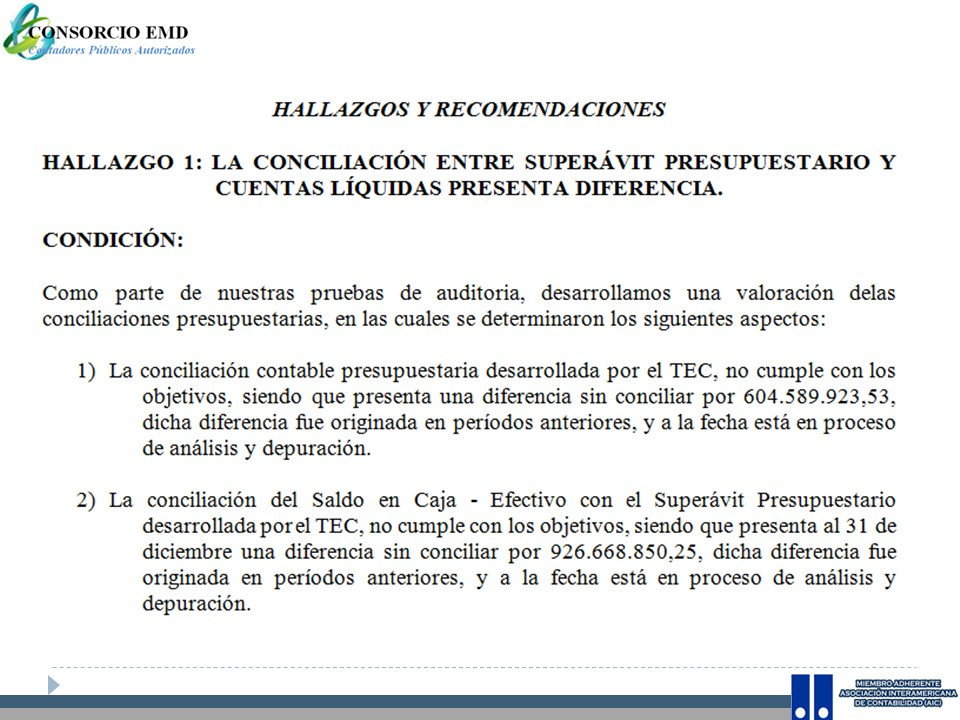 CONSORCIO EMD
Contadores Públicos Autorizados
HALLAZGOS Y RECOMENDACIONES
HALLAZGO 1: LA CONCILIACIÓN ENTRE SUPERÁVIT PRESUPUESTARIO Y
CUENTAS LÍQUIDAS PRESENTA DIFERENCIA.
CONDICIÓN:
Como parte de nuestras pruebas de auditoria, desarrollamos una valoración delas
conciliaciones presupuestarias, en las cuales se determinaron los siguientes aspectos:
1) La conciliación contable presupuestaria desarrollada por el TEC, no cumple con los
objetivos, siendo que presenta una diferencia sin conciliar por 604.589.923,53,
dicha diferencia fue originada en períodos anteriores, y a la fecha está en proceso
de análisis y depuración.
2) La conciliación del Saldo en Caja - Efectivo con el Superávit Presupuestario
desarrollada por el TEC, no cumple con los objetivos, siendo que presenta al 31 de
diciembre una diferencia sin conciliar por 926.668.850,25, dicha diferencia fue
originada en períodos anteriores, y a la fecha está en proceso de análisis y
depuración.
MIEMBRO ADHERENTE
ASOCIACIÓN INTERAMERICANA
DE CONTABILIDAD (AIC)